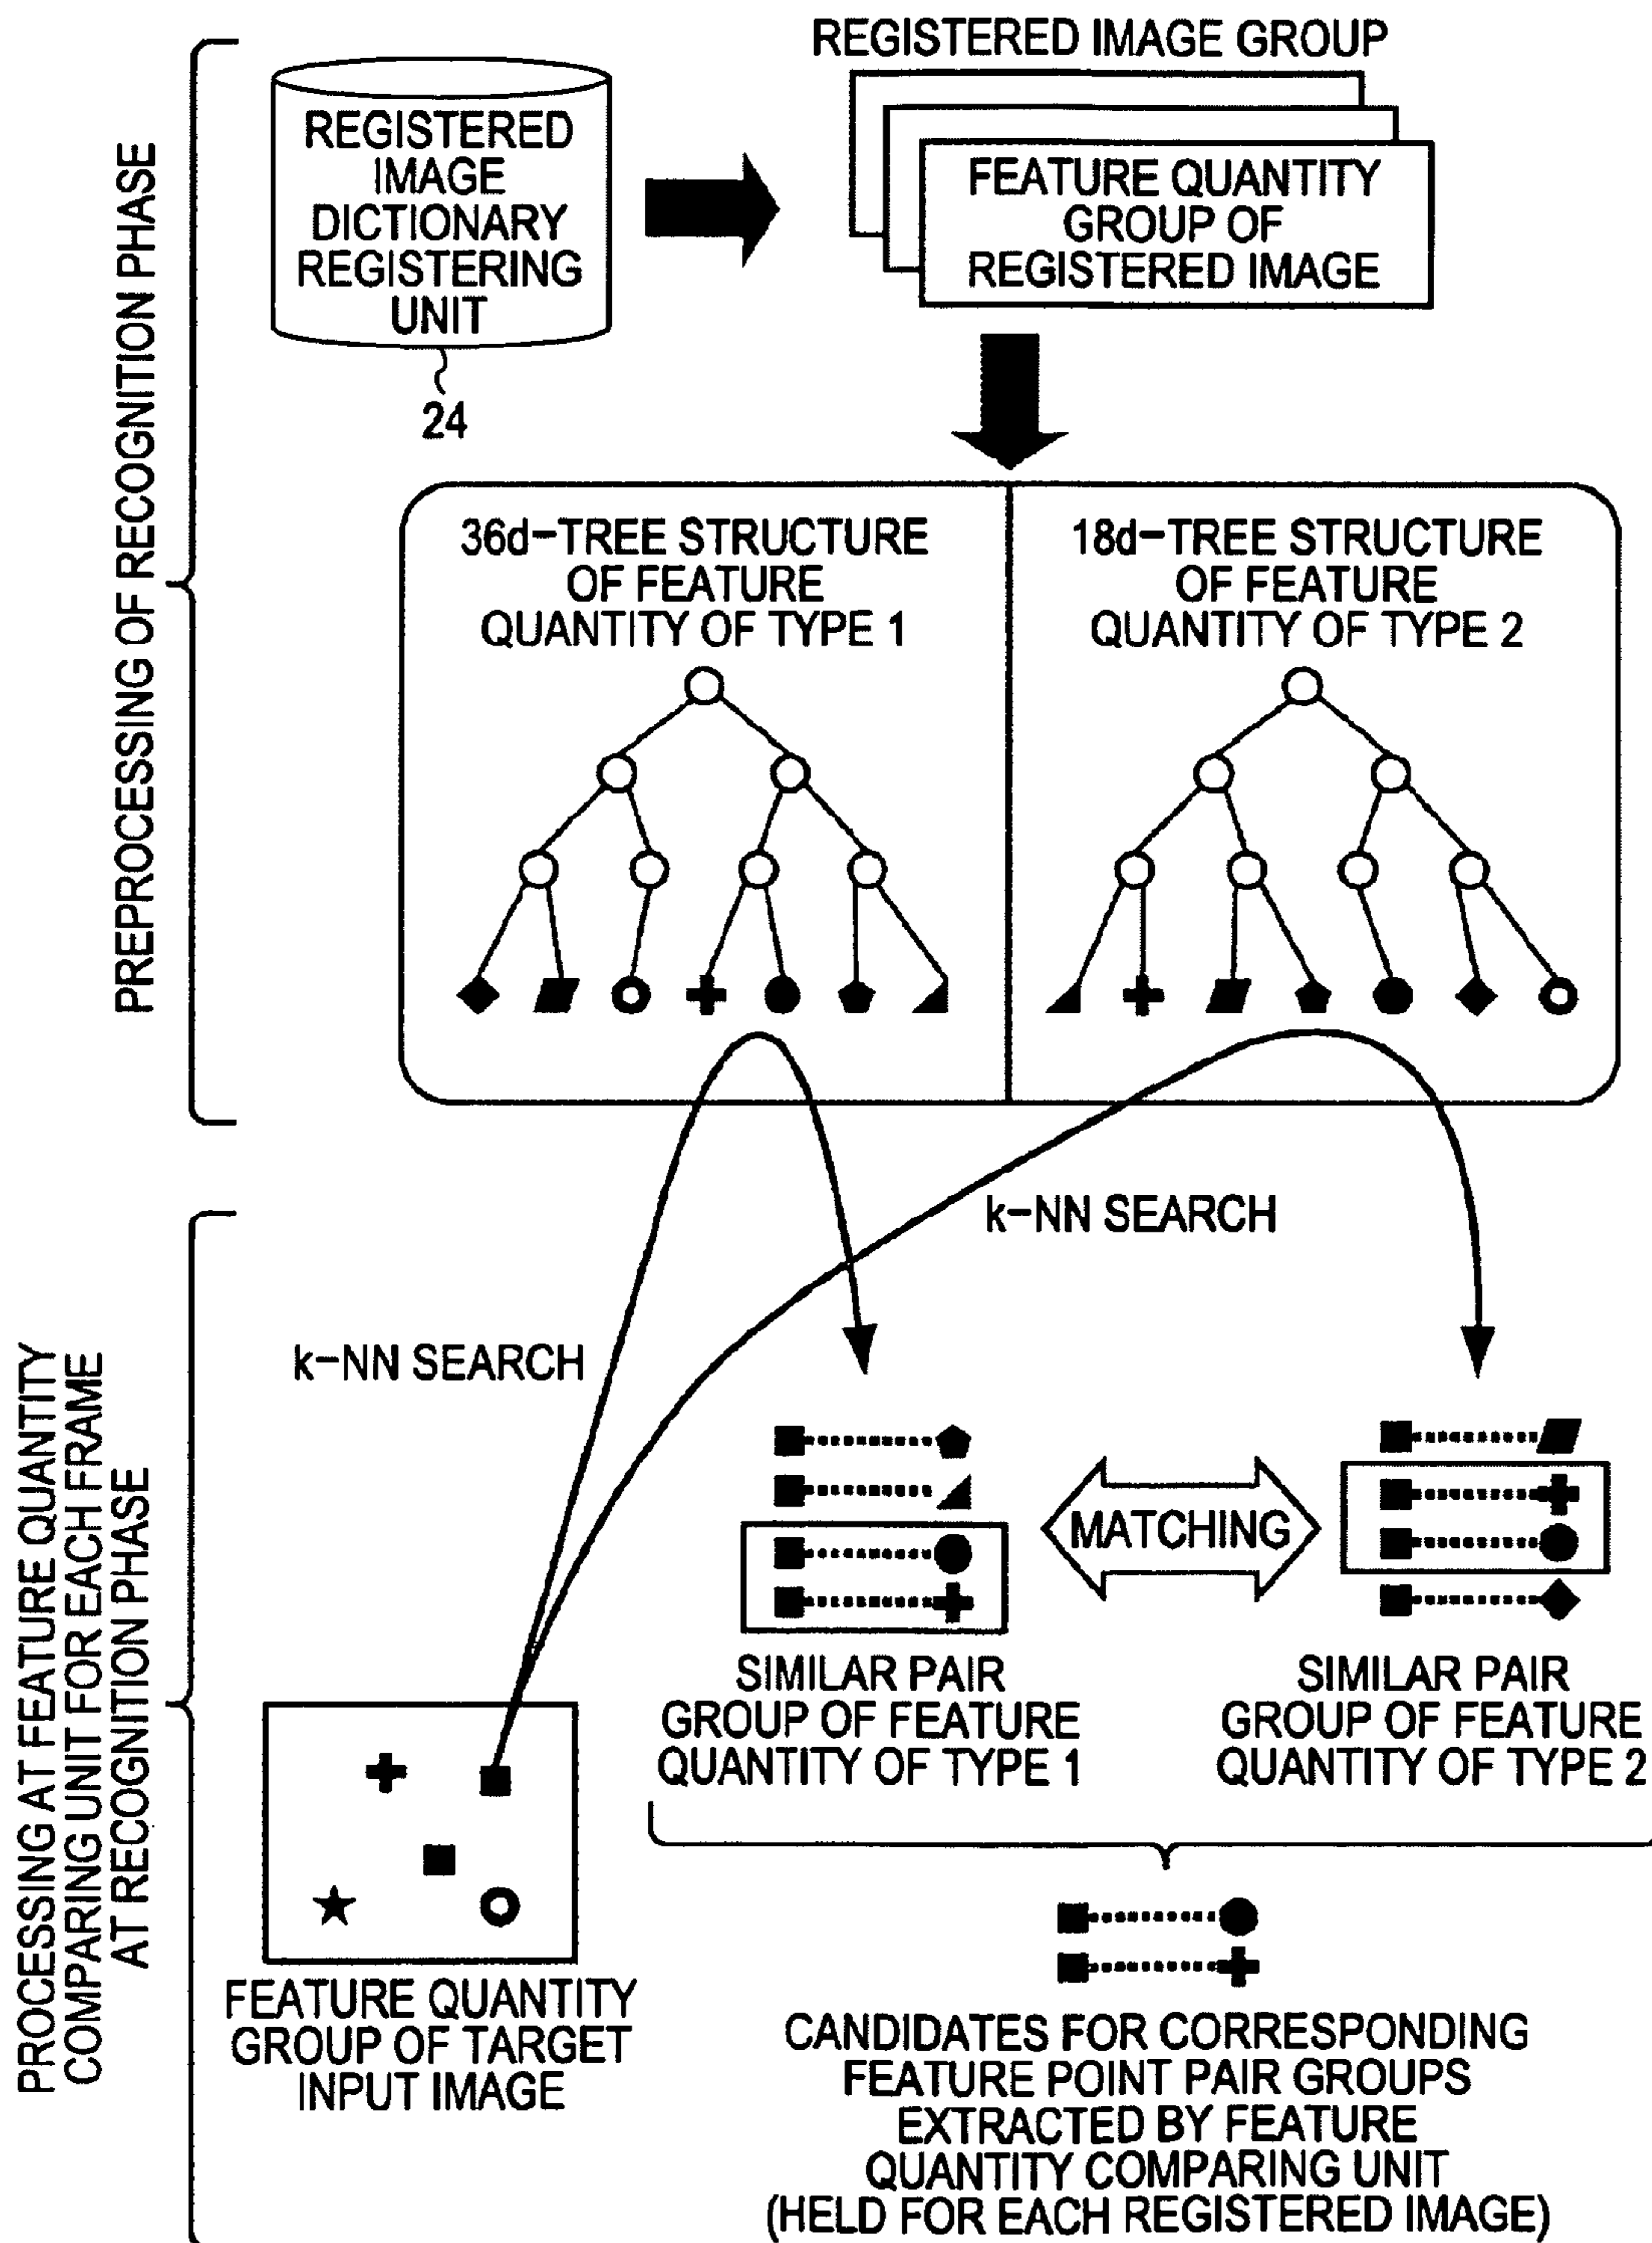 PREPROCESSING OF RECOGNITION PHASE
REGISTERED
IMAGE
DICTIONARY
REGISTERING
UNIT
24
REGISTERED IMAGE GROUP
FEATURE QUANTITY
GROUP OF
REGISTERED IMAGE
36d-TREE STRUCTURE
OF FEATURE
QUANTITY OF TYPE 1
18d-TREE STRUCTURE
OF FEATURE
QUANTITY OF TYPE 2
PROCESSING AT FEATURE QUANTITY
COMPARING UNIT FOR EACH FRAME
AT RECOGNITION PHASE
k-NN SEARCH
k-NN SEARCH
MATCHING
SIMILAR PAIR
GROUP OF FEATURE
QUANTITY OF TYPE 1
SIMILAR PAIR
GROUP OF FEATURE
QUANTITY OF TYPE 2
FEATURE QUANTITY
GROUP OF TARGET
INPUT IMAGE
CANDIDATES FOR CORRESPONDING
FEATURE POINT PAIR GROUPS
EXTRACTED BY FEATURE
QUANTITY COMPARING UNIT
(HELD FOR EACH REGISTERED IMAGE)